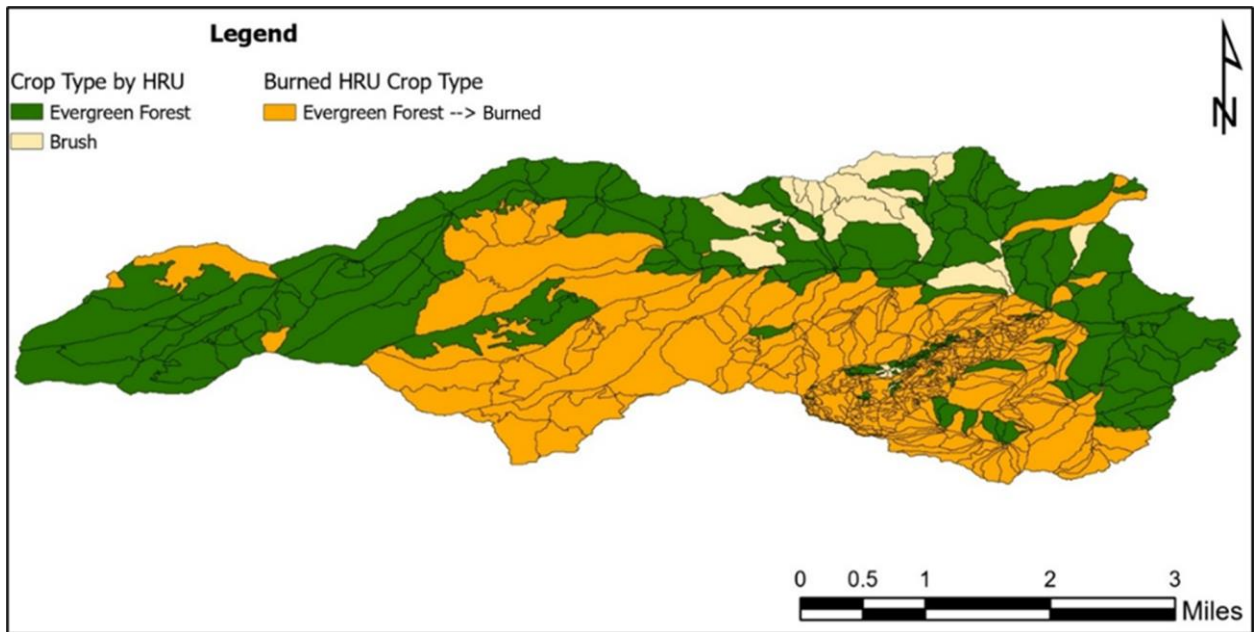 Legend
Crop Type by HRU
Evergreen Forest
Brush
Burned HRU Crop Type
Evergreen Forest --> Burned
N
0 0.5 1 2 3
Miles